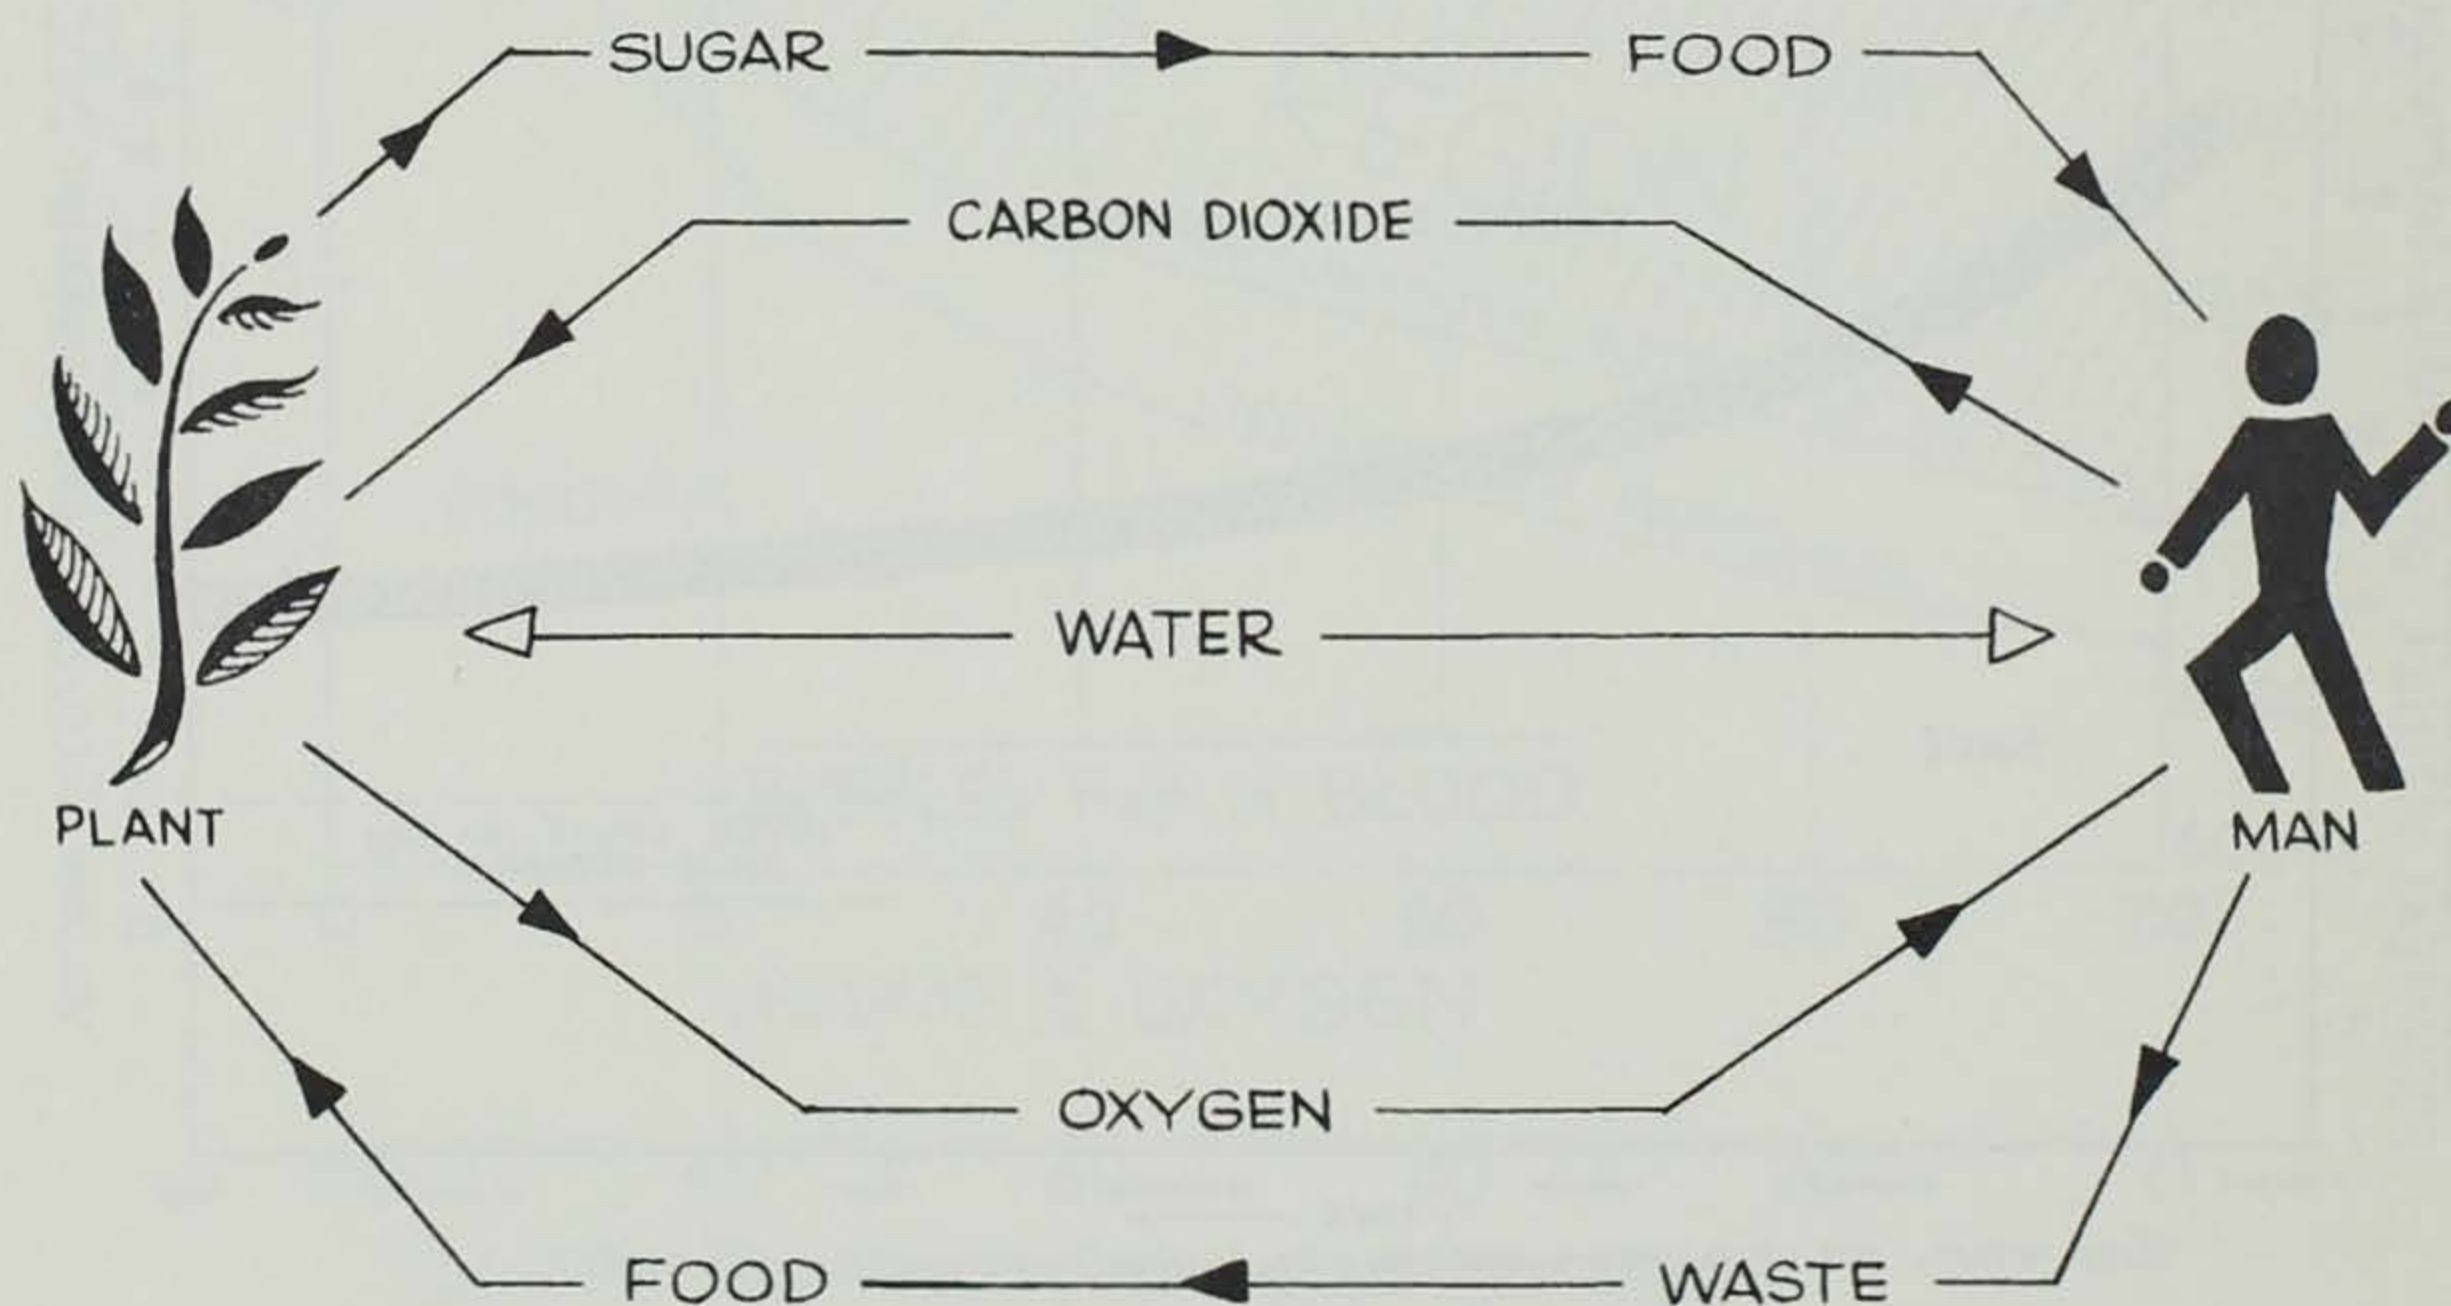 SUGAR FOOD
CARBON DIOXIDE
WATER
PLANT MAN
OXYGEN
FOOD WASTE